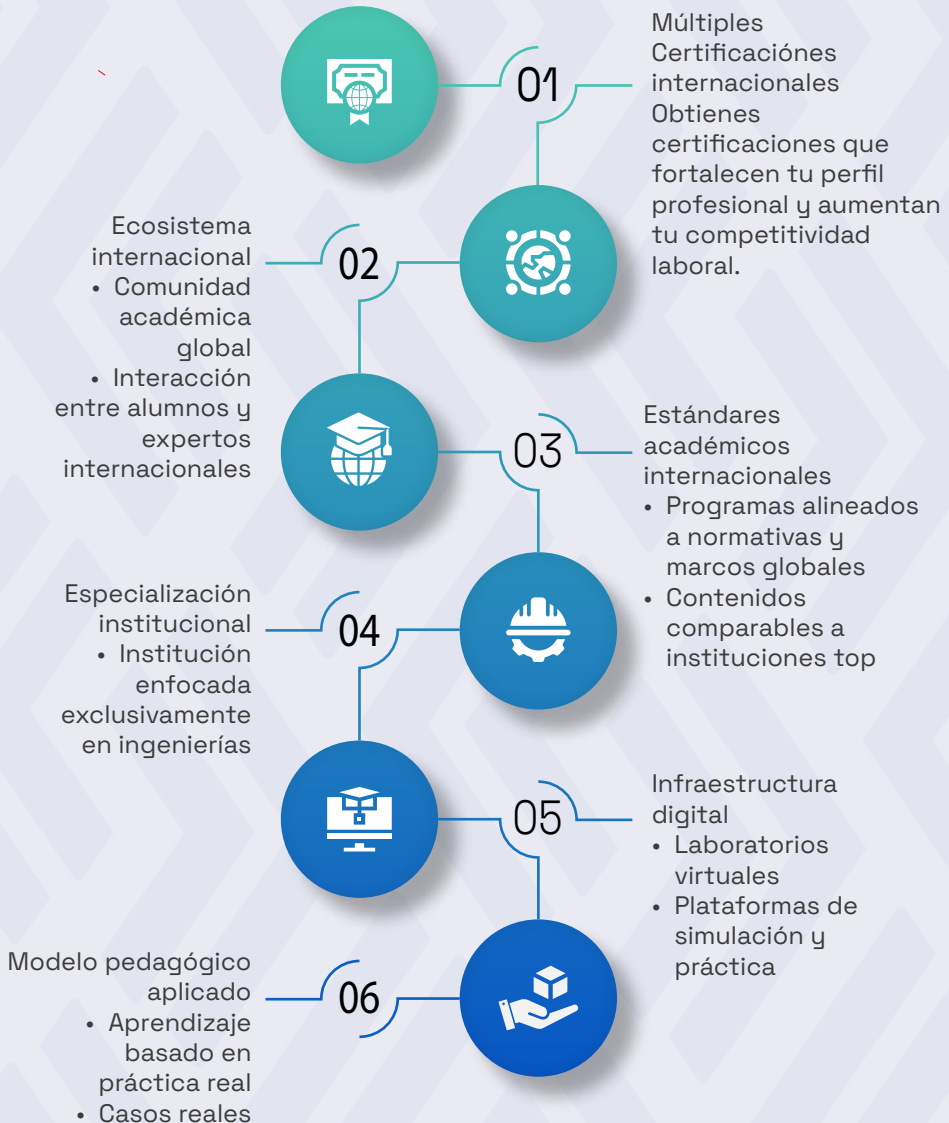 01
Múltiples
Certificaciónes
internacionales
Obtienes
certificaciones que
fortalecen tu perfil
profesional y aumentan
tu competitividad
laboral.
02
Ecosistema
internacional
• Comunidad
académica
global
• Interacción
entre alumnos y
expertos
internacionales
03
Estándares
académicos
internacionales
• Programas alineados
a normativas y
marcos globales
• Contenidos
comparables a
instituciones top
04
Especialización
institucional
• Institución
enfocada
exclusivamente
en ingenierías
05
Infraestructura
digital
• Laboratorios
virtuales
• Plataformas de
simulación y
práctica
06
Modelo pedagógico
aplicado
• Aprendizaje
basado en
práctica real
• Casos reales